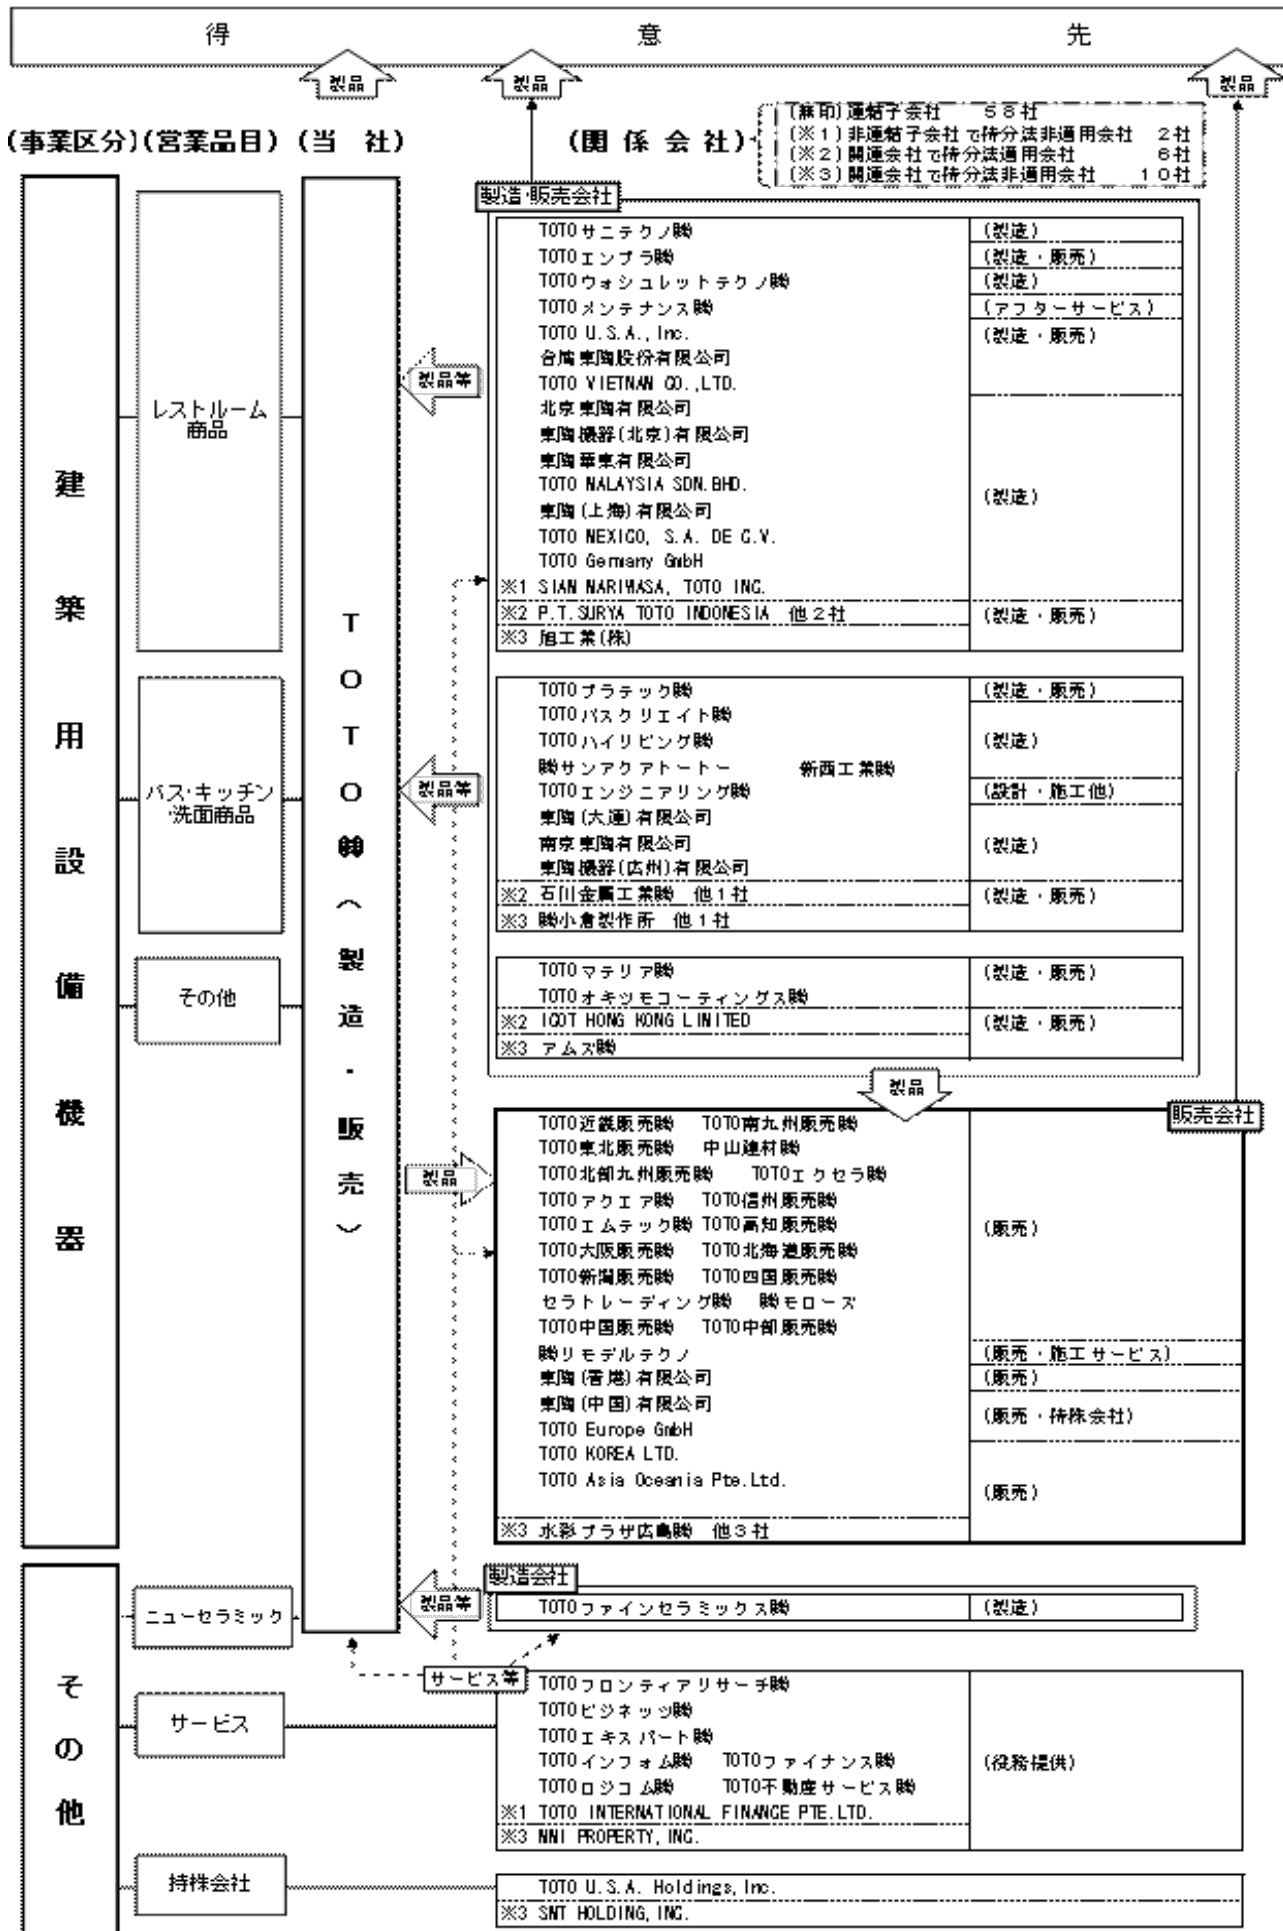 得 意 先
製品 製品 製品
(無印)連結子会社 58社
(※1)非連結子会社で持分法非適用会社 2社
(※2)関連会社で持分法適用会社 6社
(※3)関連会社で持分法非適用会社 10社
(事業区分)(営業品目) (当 社) (関 係 会 社)
製造・販売会社
建築用設備機器
レストルーム
商品
TOTO㈱(製造・販売)
製品等
TOTOサニテクノ㈱ (製造)
TOTOエンプラ㈱ (製造・販売)
TOTOウォシュレットテクノ㈱ (製造)
TOTOメンテナンス㈱ (アフターサービス)
TOTO U.S.A., Inc. (製造・販売)
台湾東陶股份有限公司
TOTO VIETNAM CO.,LTD.
北京東陶有限公司
東陶機器(北京)有限公司
東陶華東有限公司
TOTO MALAYSIA SDN.BHD.
東陶(上海)有限公司
(製造)
TOTO MEXICO, S.A. DE C.V.
TOTO Germany GmbH
※1 SIAM MARIWASA, TOTO INC.
※2 P.T.SURYA TOTO INDONESIA 他2社 (製造・販売)
※3 旭工業(株)
バス・キッチン
・洗面商品
製品等
TOTOプラテック㈱ (製造・販売)
TOTOバスクリエイト㈱
TOTOハイリビング㈱ (製造)
㈱サンアクアトートー 新西工業㈱
TOTOエンジニアリング㈱ (設計・施工他)
東陶(大連)有限公司
南京東陶有限公司 (製造)
東陶機器(広州)有限公司
※2 石川金属工業㈱ 他1社 (製造・販売)
※3 ㈱小倉製作所 他1社
その他
TOTOマテリア㈱ (製造・販売)
TOTOオキツモコーティングス㈱
※2 IQOT HONG KONG LIMITED (製造・販売)
※3 アムズ㈱
製品
販売会社
製品
TOTO近畿販売㈱ TOTO南九州販売㈱
TOTO東北販売㈱ 中山建材㈱
TOTO北部九州販売㈱ TOTOエクセラ㈱
TOTOアクエア㈱ TOTO信州販売㈱
TOTOエムテック㈱ TOTO高知販売㈱ (販売)
TOTO大阪販売㈱ TOTO北海道販売㈱
TOTO新潟販売㈱ TOTO四国販売㈱
セラトレーディング㈱ ㈱モローズ
TOTO中国販売㈱ TOTO中部販売㈱
㈱リモデルテクノ (販売・施工サービス)
東陶(香港)有限公司 (販売)
東陶(中国)有限公司
(販売・持株会社)
TOTO Europe GmbH
TOTO KOREA LTD.
TOTO Asia Oceania Pte.Ltd. (販売)
※3 水彩プラザ広島㈱ 他3社
製造会社
その他
ニューセラミック
製品等
TOTOファインセラミックス㈱ (製造)
サービス等
サービス
TOTOフロンティアリサーチ㈱
TOTOビジネッツ㈱
TOTOエキスパート㈱
TOTOインフォム㈱ TOTOファイナンス㈱ (役務提供)
TOTOロジコム㈱ TOTO不動産サービス㈱
※1 TOTO INTERNATIONAL FINANCE PTE.LTD.
※3 MNI PROPERTY, INC.
持株会社
TOTO U.S.A. Holdings, Inc.
※3 SMT HOLDING, INC.